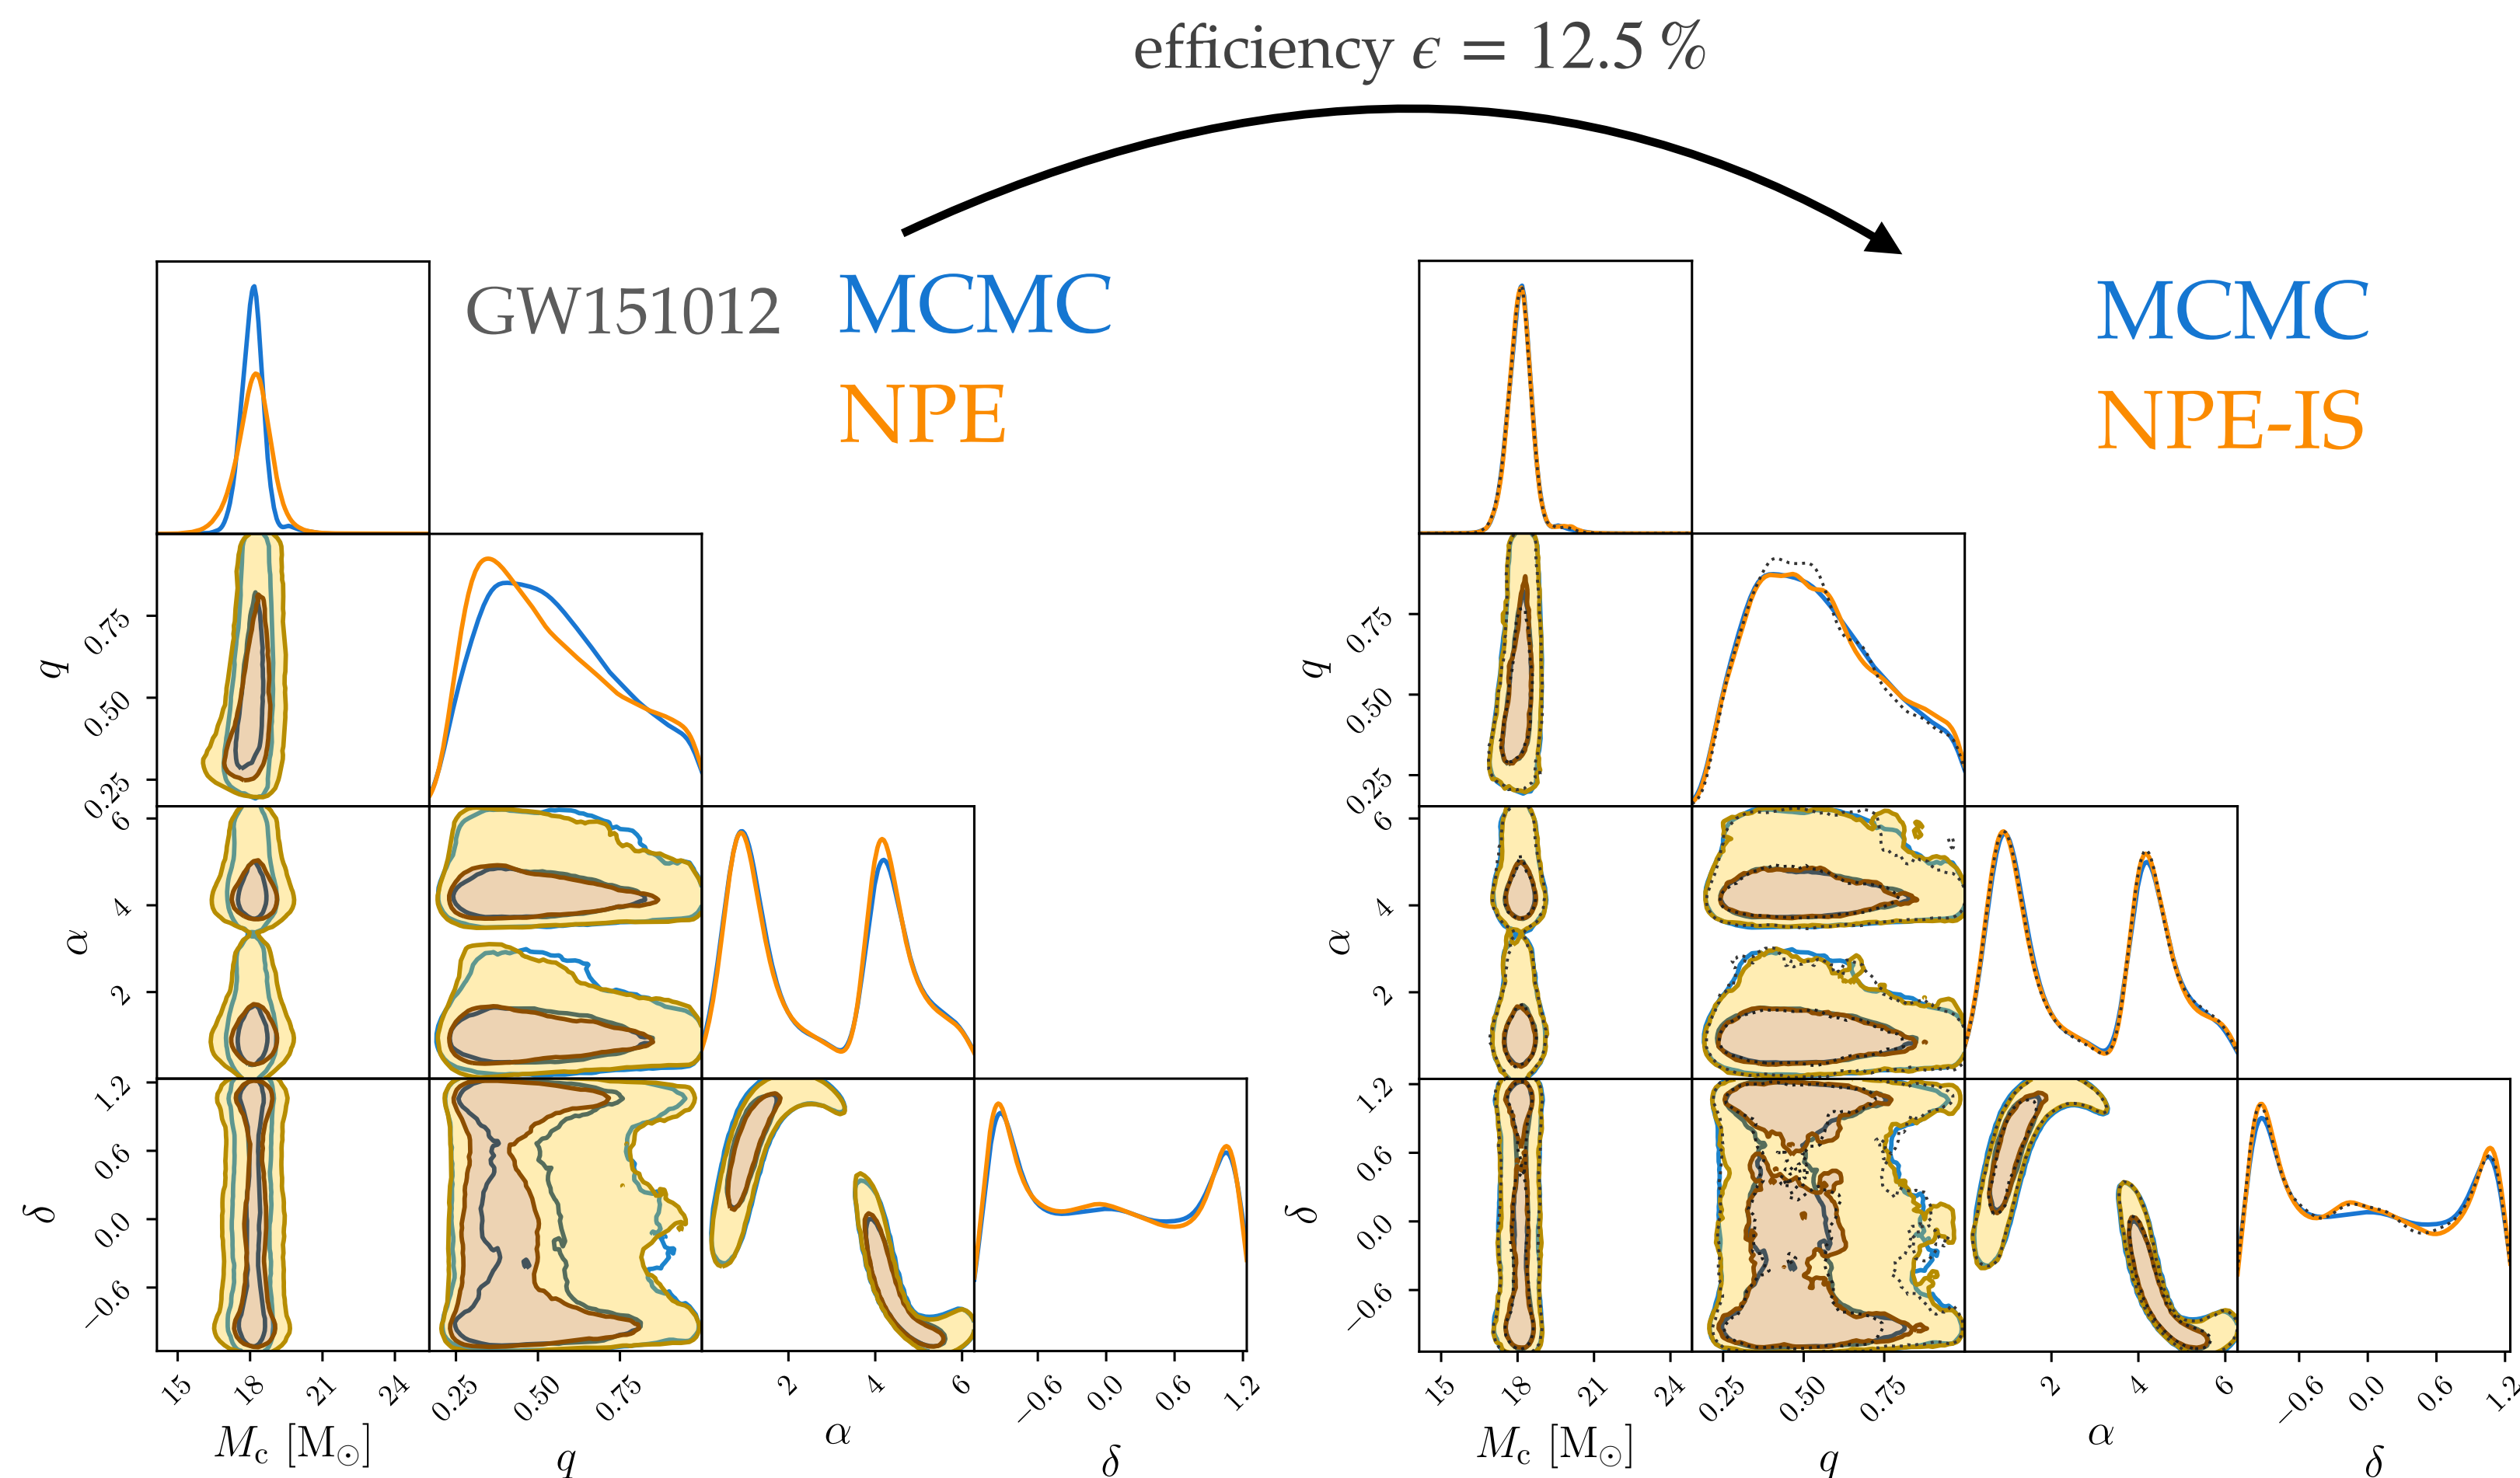 efficiency ϵ = 12.5 %
GW151012
MCMC
NPE
q
0.75
0.50
0.25
α
6
4
2
δ
1.2
0.6
0.0
−0.6
15 18 21 24
0.25 0.50 0.75
2 4 6
−0.6 0.0 0.6 1.2
M_c [M_⊙]
q
α
δ
MCMC
NPE-IS
q
0.75
0.50
0.25
α
6
4
2
δ
1.2
0.6
0.0
−0.6
15 18 21 24
0.25 0.50 0.75
2 4 6
−0.6 0.0 0.6 1.2
M_c [M_⊙]
q
α
δ